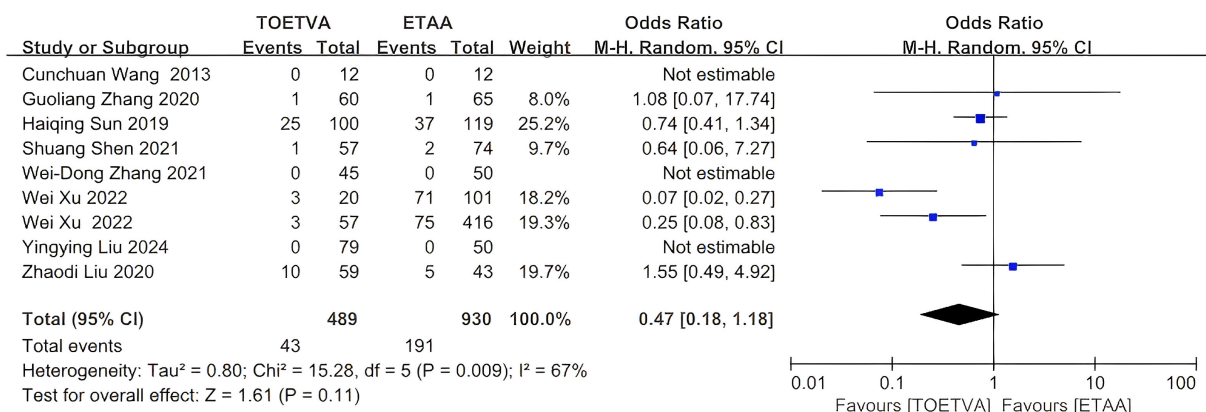 TOETVA ETAA Odds Ratio Odds Ratio
Study or Subgroup Events Total Events Total Weight M-H. Random. 95% CI M-H. Random. 95% CI
Cunchuan Wang 2013 0 12 0 12 Not estimable
Guoliang Zhang 2020 1 60 1 65 8.0% 1.08 [0.07, 17.74]
Haiqing Sun 2019 25 100 37 119 25.2% 0.74 [0.41, 1.34]
Shuang Shen 2021 1 57 2 74 9.7% 0.64 [0.06, 7.27]
Wei-Dong Zhang 2021 0 45 0 50 Not estimable
Wei Xu 2022 3 20 71 101 18.2% 0.07 [0.02, 0.27]
Wei Xu 2022 3 57 75 416 19.3% 0.25 [0.08, 0.83]
Yingying Liu 2024 0 79 0 50 Not estimable
Zhaodi Liu 2020 10 59 5 43 19.7% 1.55 [0.49, 4.92]
Total (95% CI) 489 930 100.0% 0.47 [0.18, 1.18]
Total events 43 191
Heterogeneity: Tau² = 0.80; Chi² = 15.28, df = 5 (P = 0.009); I² = 67%
Test for overall effect: Z = 1.61 (P = 0.11)
0.01 0.1 1 10 100
Favours [TOETVA] Favours [ETAA]